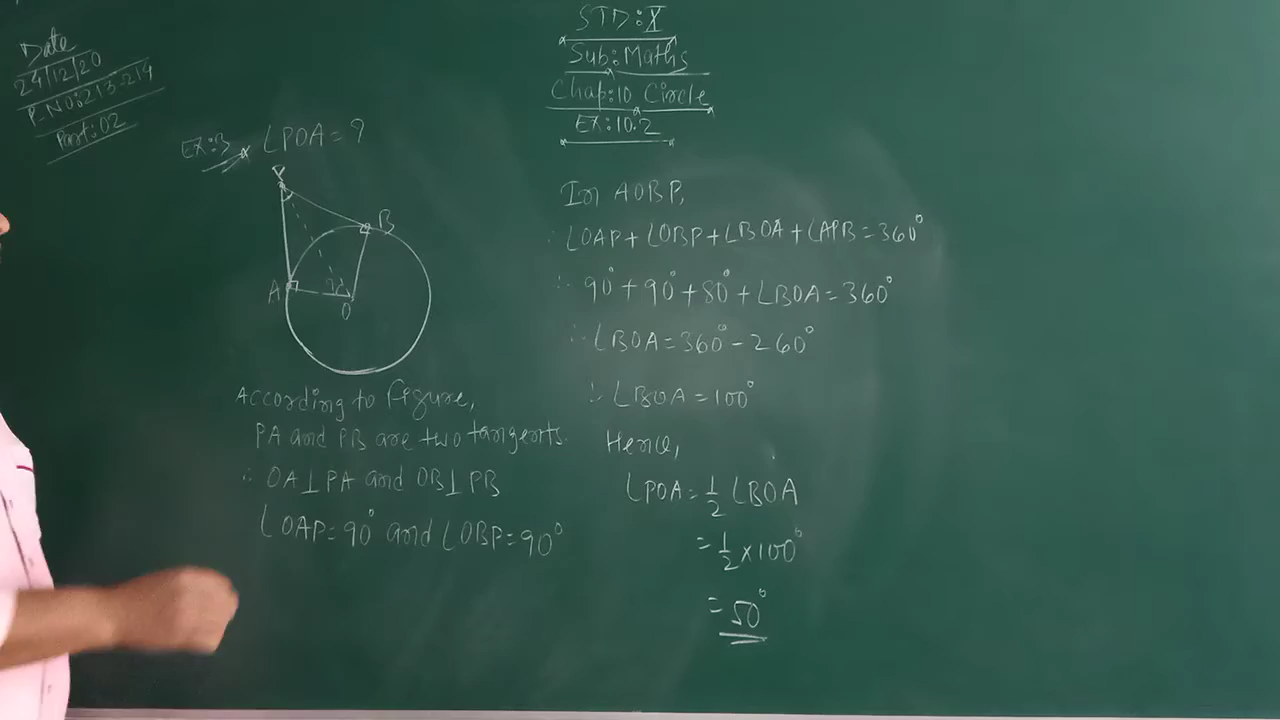 Date
24/12/20
P.NO:213-214
Part:02
STD:X
Sub:Maths
Chap:10 Circle
EX:10.2
EX:3 ∠POA=?
B
A
O
According to figure,
PA and PB are two tangents.
∴ OA⊥PA and OB⊥PB
∠OAP=90° and ∠OBP=90°
In AOBP,
∴ ∠OAP+∠OBP+∠BOA+∠APB=360°
∴ 90°+90°+80°+∠BOA=360°
∴ ∠BOA=360°-260°
∴ ∠BOA=100°
Hence,
∠POA=1/2 ∠BOA
=1/2×100°
=50°